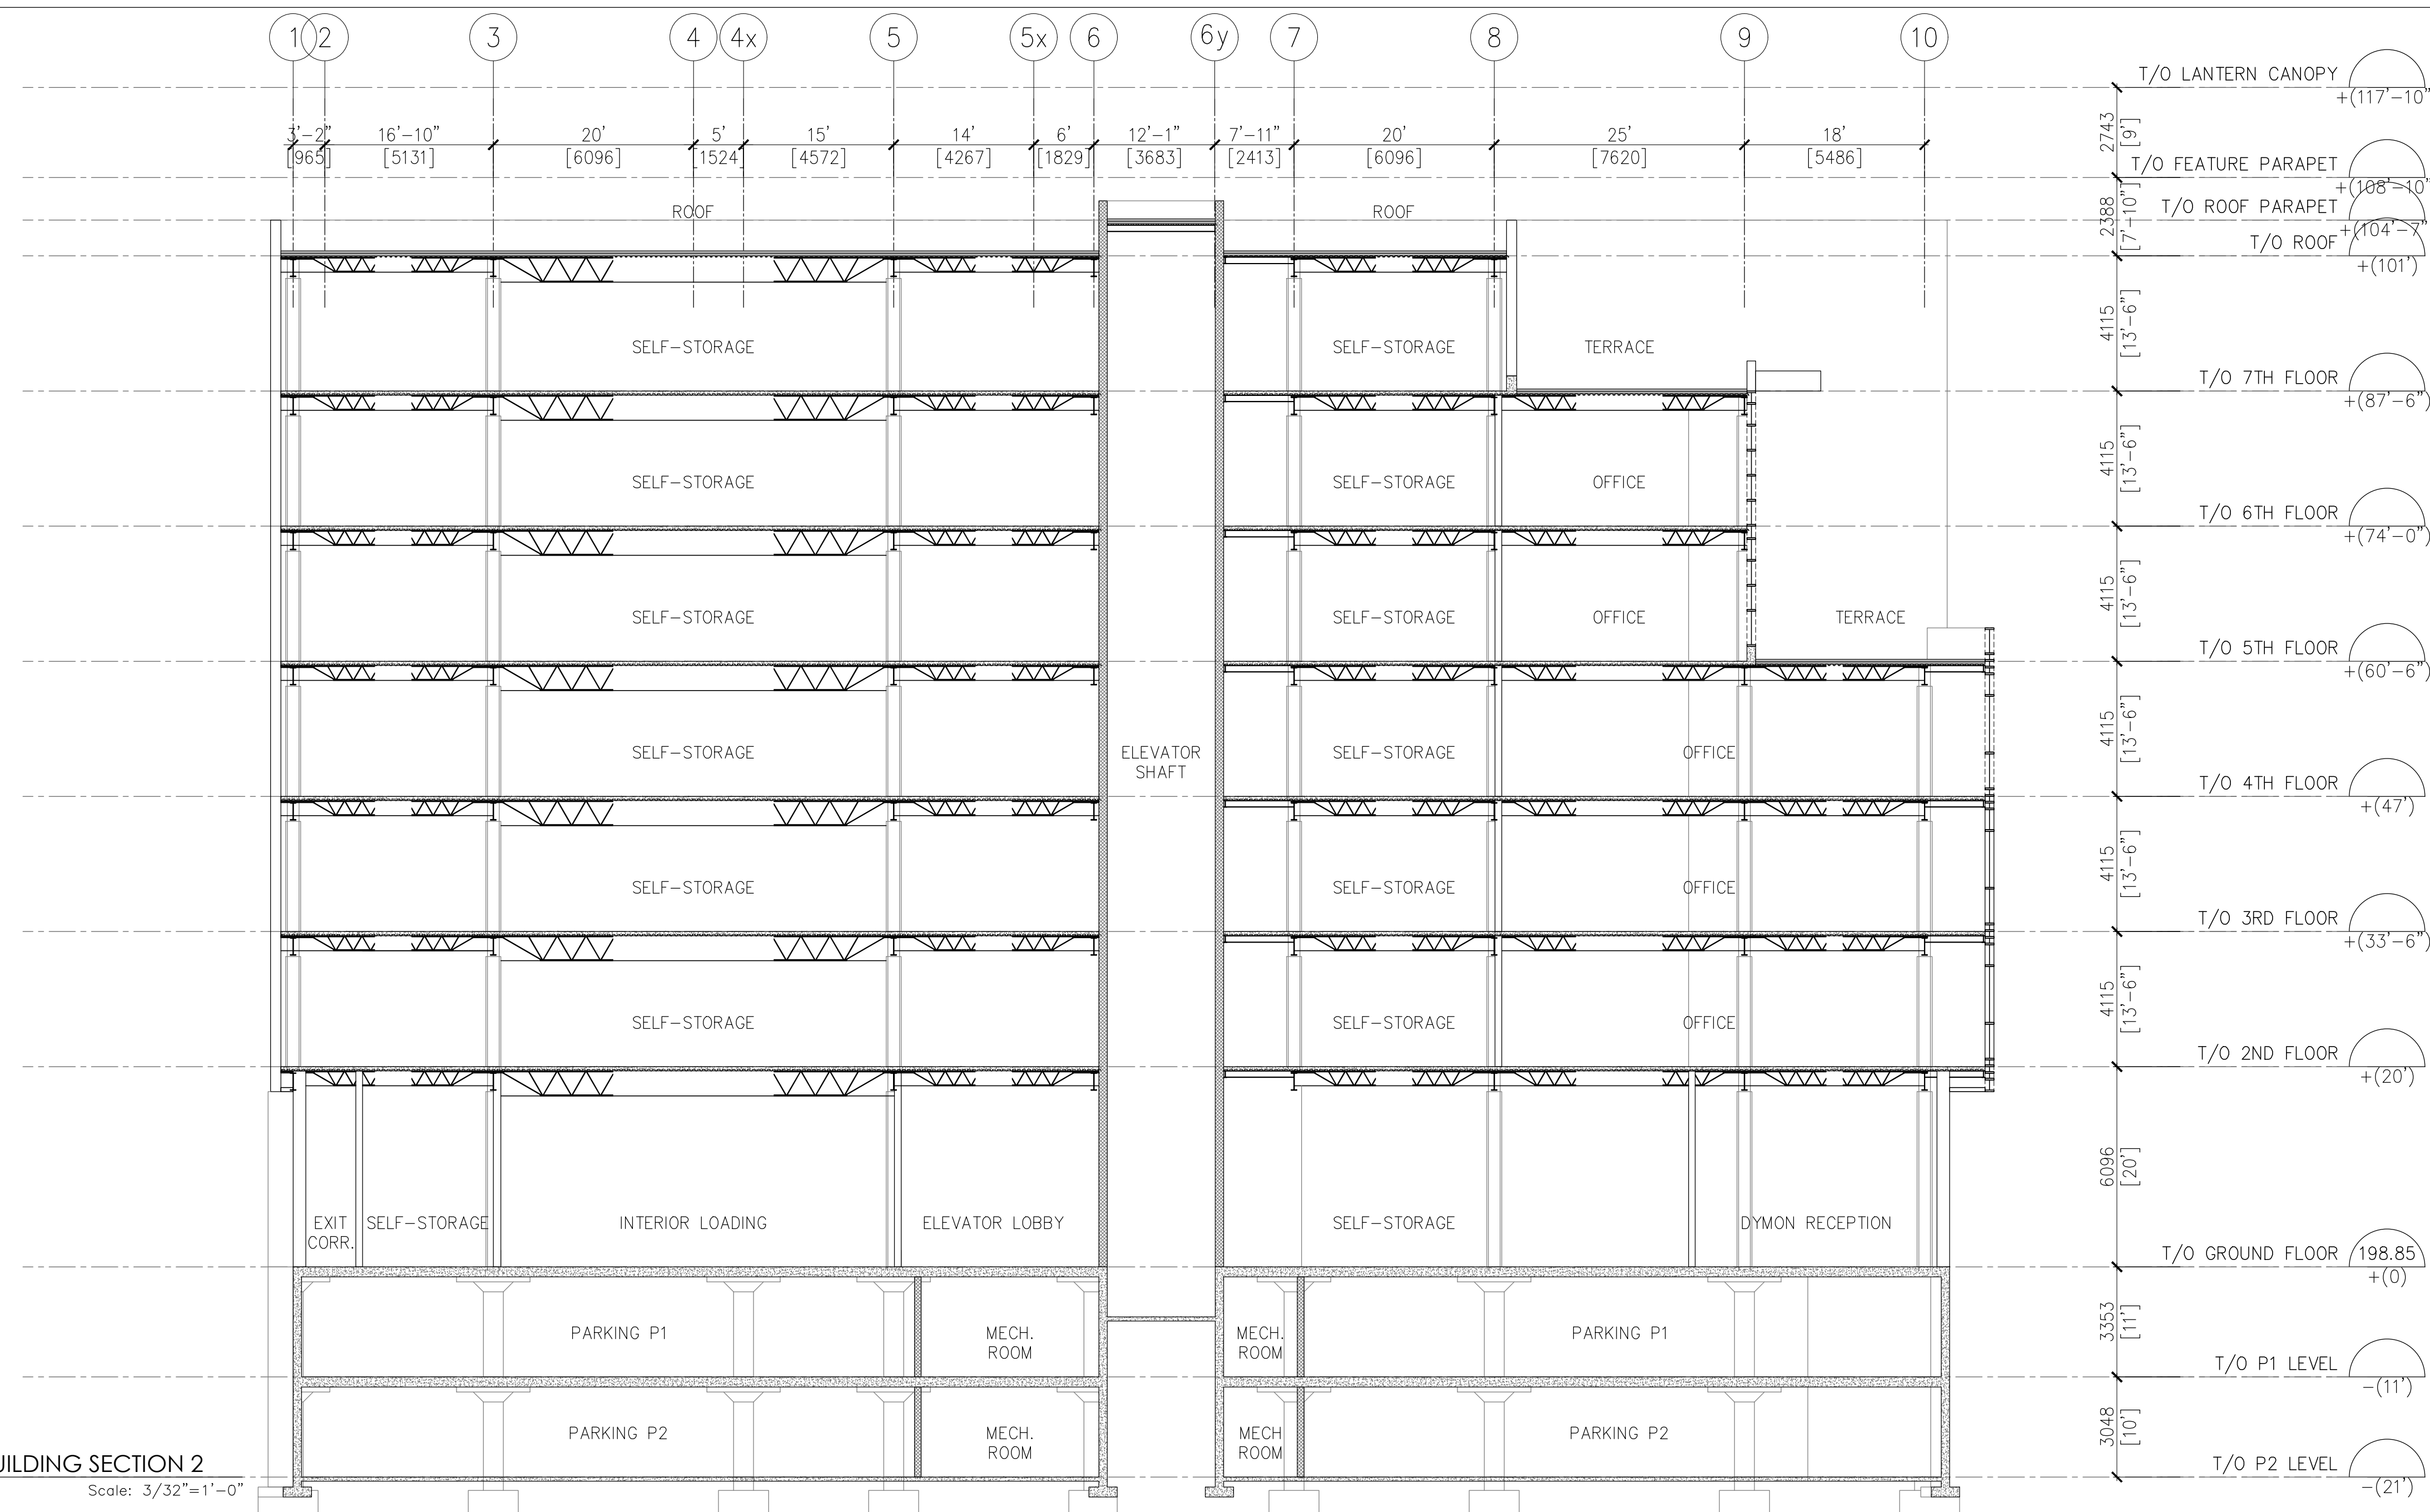 1 2 3 4 4x 5 5x 6 6y 7 8 9 10
T/O LANTERN CANOPY
+(117'-10"
2743
[9']
3'-2" 16'-10" 20' 5' 15' 14' 6' 12'-1" 7'-11" 20' 25' 18'
[965] [5131] [6096] [1524] [4572] [4267] [1829] [3683] [2413] [6096] [7620] [5486]
T/O FEATURE PARAPET
+(108'-10"
2388
[7'-10"]
ROOF ROOF T/O ROOF PARAPET
+(104'-7"
T/O ROOF
+(101')
4115
[13'-6"]
SELF-STORAGE SELF-STORAGE TERRACE
T/O 7TH FLOOR
+(87'-6")
4115
[13'-6"]
SELF-STORAGE SELF-STORAGE OFFICE
T/O 6TH FLOOR
+(74'-0")
4115
[13'-6"]
SELF-STORAGE SELF-STORAGE OFFICE TERRACE
T/O 5TH FLOOR
+(60'-6")
4115
[13'-6"]
SELF-STORAGE ELEVATOR SELF-STORAGE OFFICE
SHAFT
T/O 4TH FLOOR
+(47')
4115
[13'-6"]
SELF-STORAGE SELF-STORAGE OFFICE
T/O 3RD FLOOR
+(33'-6")
4115
[13'-6"]
SELF-STORAGE SELF-STORAGE OFFICE
T/O 2ND FLOOR
+(20')
6096
[20']
EXIT SELF-STORAGE INTERIOR LOADING ELEVATOR LOBBY SELF-STORAGE DYMON RECEPTION
CORR.
T/O GROUND FLOOR 198.85
+(0)
3353
[11']
PARKING P1 MECH. MECH. PARKING P1
ROOM ROOM
T/O P1 LEVEL
-(11')
3048
[10']
PARKING P2 MECH. MECH PARKING P2
ROOM ROOM
T/O P2 LEVEL
-(21')
UILDING SECTION 2
Scale: 3/32"=1'-0"